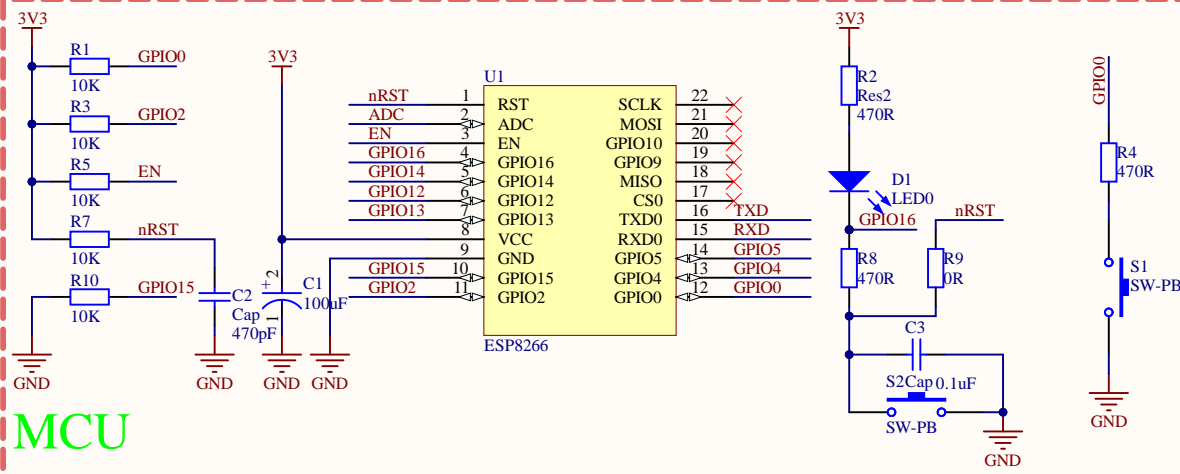 3V3
R1
GPIO0
10K
R3
GPIO2
10K
R5
EN
10K
R7
nRST
10K
R10
GPIO15
10K
GND
C2
Cap
470pF
GND
3V3
+ 2
C1
100uF
1
GND
GND
U1
nRST 1 RST
ADC 2 ADC
EN 3 EN
GPIO16 4 GPIO16
GPIO14 5 GPIO14
GPIO12 6 GPIO12
GPIO13 7 GPIO13
8 VCC
9 GND
GPIO15 10 GPIO15
GPIO2 11 GPIO2
SCLK 22
MOSI 21
GPIO10 20
GPIO9 19
MISO 18
CS0 17
TXD0 16 TXD
RXD0 15 RXD
GPIO5 14 GPIO5
GPIO4 13 GPIO4
GPIO0 12 GPIO0
ESP8266
3V3
R2
Res2
470R
D1
LED0
GPIO16
nRST
R8
470R
R9
0R
C3
Cap 0.1uF
S2
SW-PB
GND
GPIO0
R4
470R
S1
SW-PB
GND
MCU